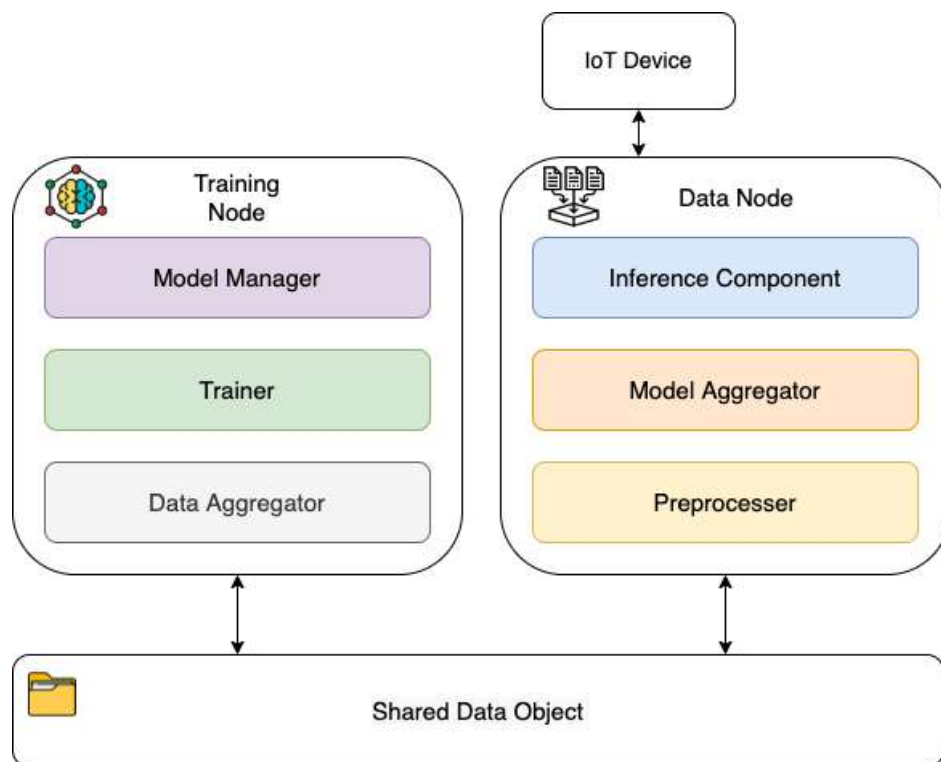 IoT Device
Training
Node
Model Manager
Trainer
Data Aggregator
Data Node
Inference Component
Model Aggregator
Preprocesser
Shared Data Object